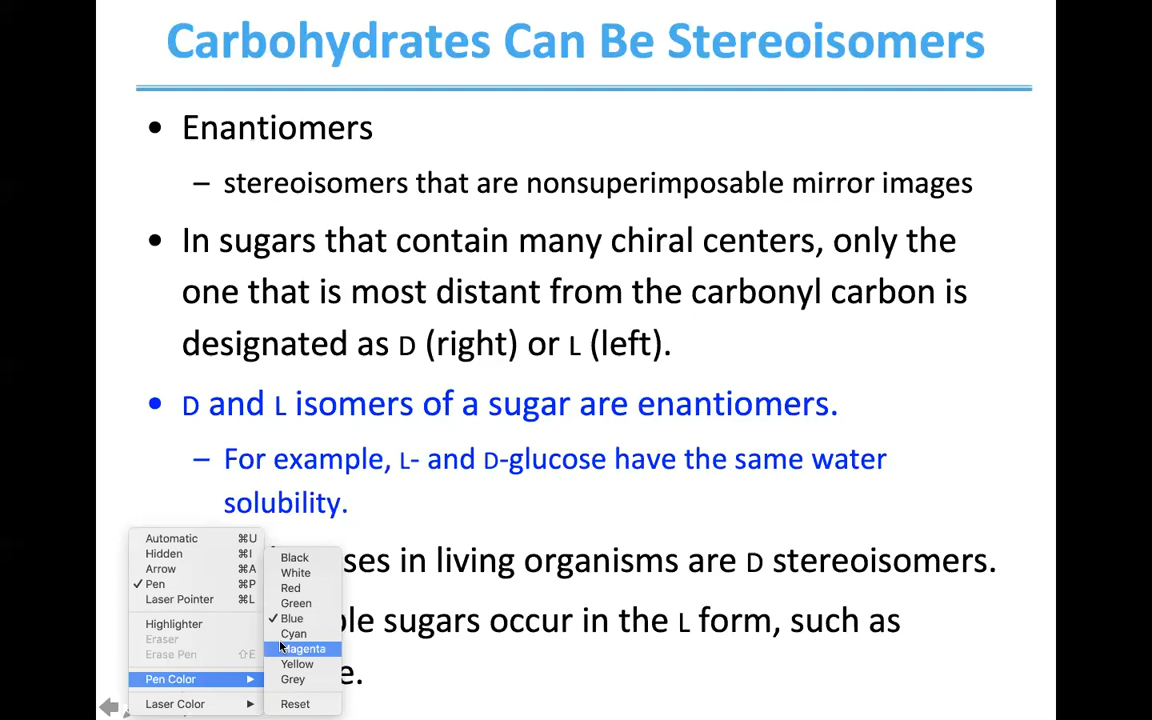 Carbohydrates Can Be Stereoisomers
• Enantiomers
– stereoisomers that are nonsuperimposable mirror images
• In sugars that contain many chiral centers, only the
one that is most distant from the carbonyl carbon is
designated as D (right) or L (left).
• D and L isomers of a sugar are enantiomers.
– For example, L- and D-glucose have the same water
solubility.
in living organisms are D stereoisomers.
sugars occur in the L form, such as
Automatic ⌘U
Hidden ⌘I
Arrow ⌘A
✓ Pen ⌘P
Laser Pointer ⌘L
Highlighter
Eraser
Erase Pen ⇧E
Pen Color ▶
Laser Color ▶
Black
White
Red
Green
✓ Blue
Cyan
Magenta
Yellow
Grey
Reset